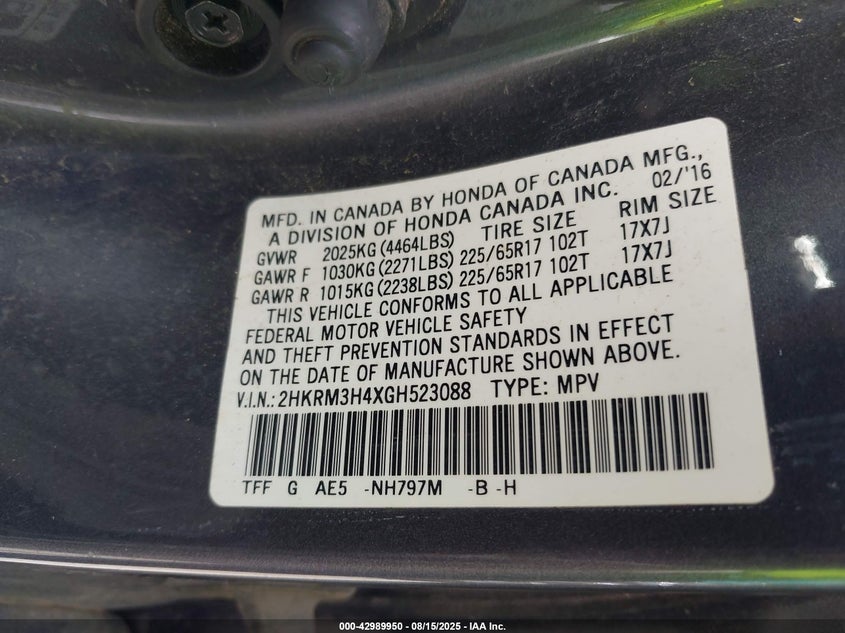 MFD. IN CANADA BY HONDA OF CANADA MFG.,
A DIVISION OF HONDA CANADA INC. 02/'16
GVWR 2025KG (4464LBS) TIRE SIZE RIM SIZE
GAWR F 1030KG (2271LBS) 225/65R17 102T 17X7J
GAWR R 1015KG (2238LBS) 225/65R17 102T 17X7J
THIS VEHICLE CONFORMS TO ALL APPLICABLE
FEDERAL MOTOR VEHICLE SAFETY
AND THEFT PREVENTION STANDARDS IN EFFECT
ON THE DATE OF MANUFACTURE SHOWN ABOVE.
V.I.N.: 2HKRM3H4XGH523088 TYPE: MPV
TFF G AE5 -NH797M -B -H
000-42989950 - 08/15/2025 - IAA Inc.